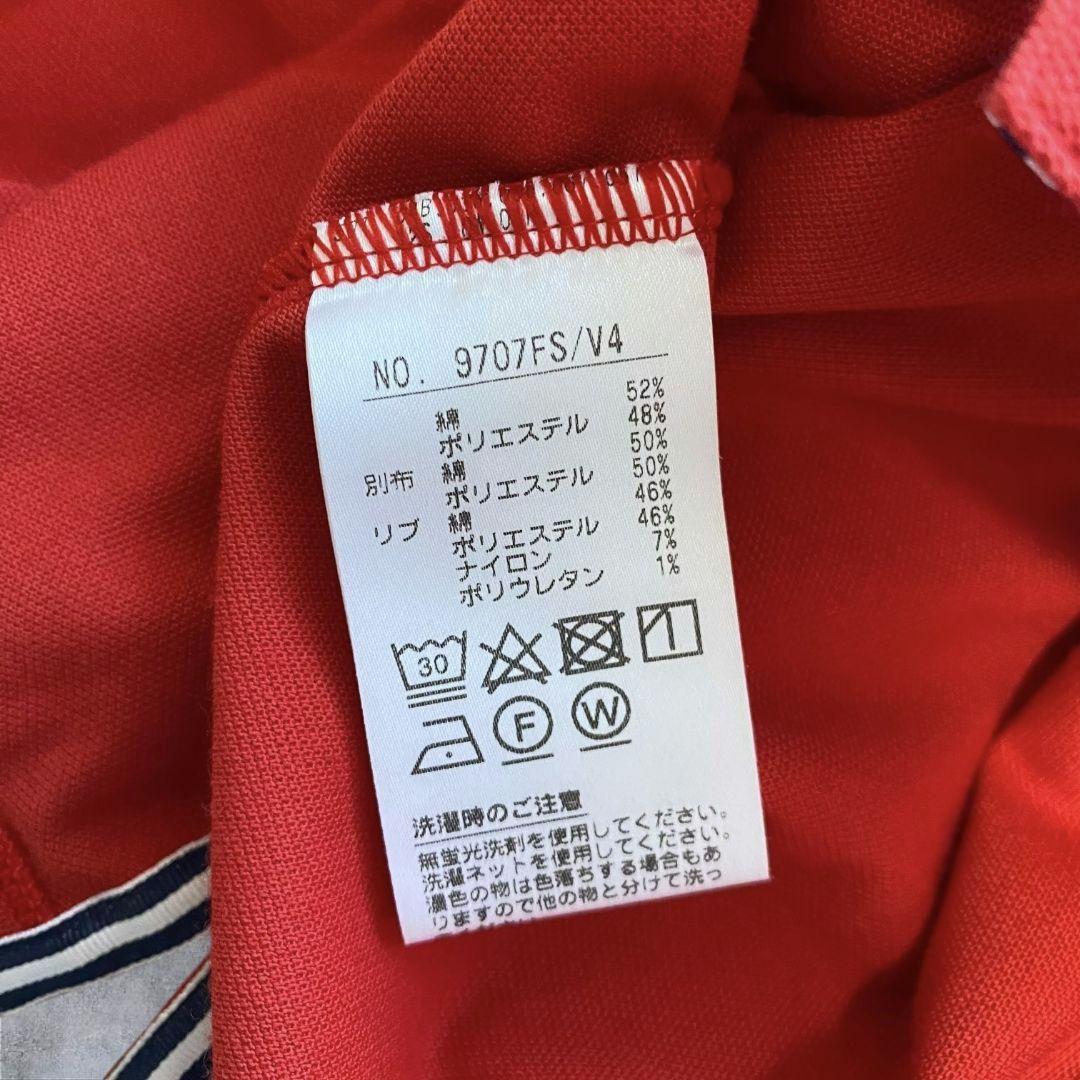 NO. 9707FS/V4
綿 52%
ポリエステル 48%
別布 綿 50%
ポリエステル 50%
リブ 綿 46%
ポリエステル 46%
ナイロン 7%
ポリウレタン 1%
30
F W
洗濯時のご注意
無蛍光洗剤を使用してください。
洗濯ネットを使用してください。
濃色の物は色落ちする場合もあ
りますので他の物と分けて洗っ